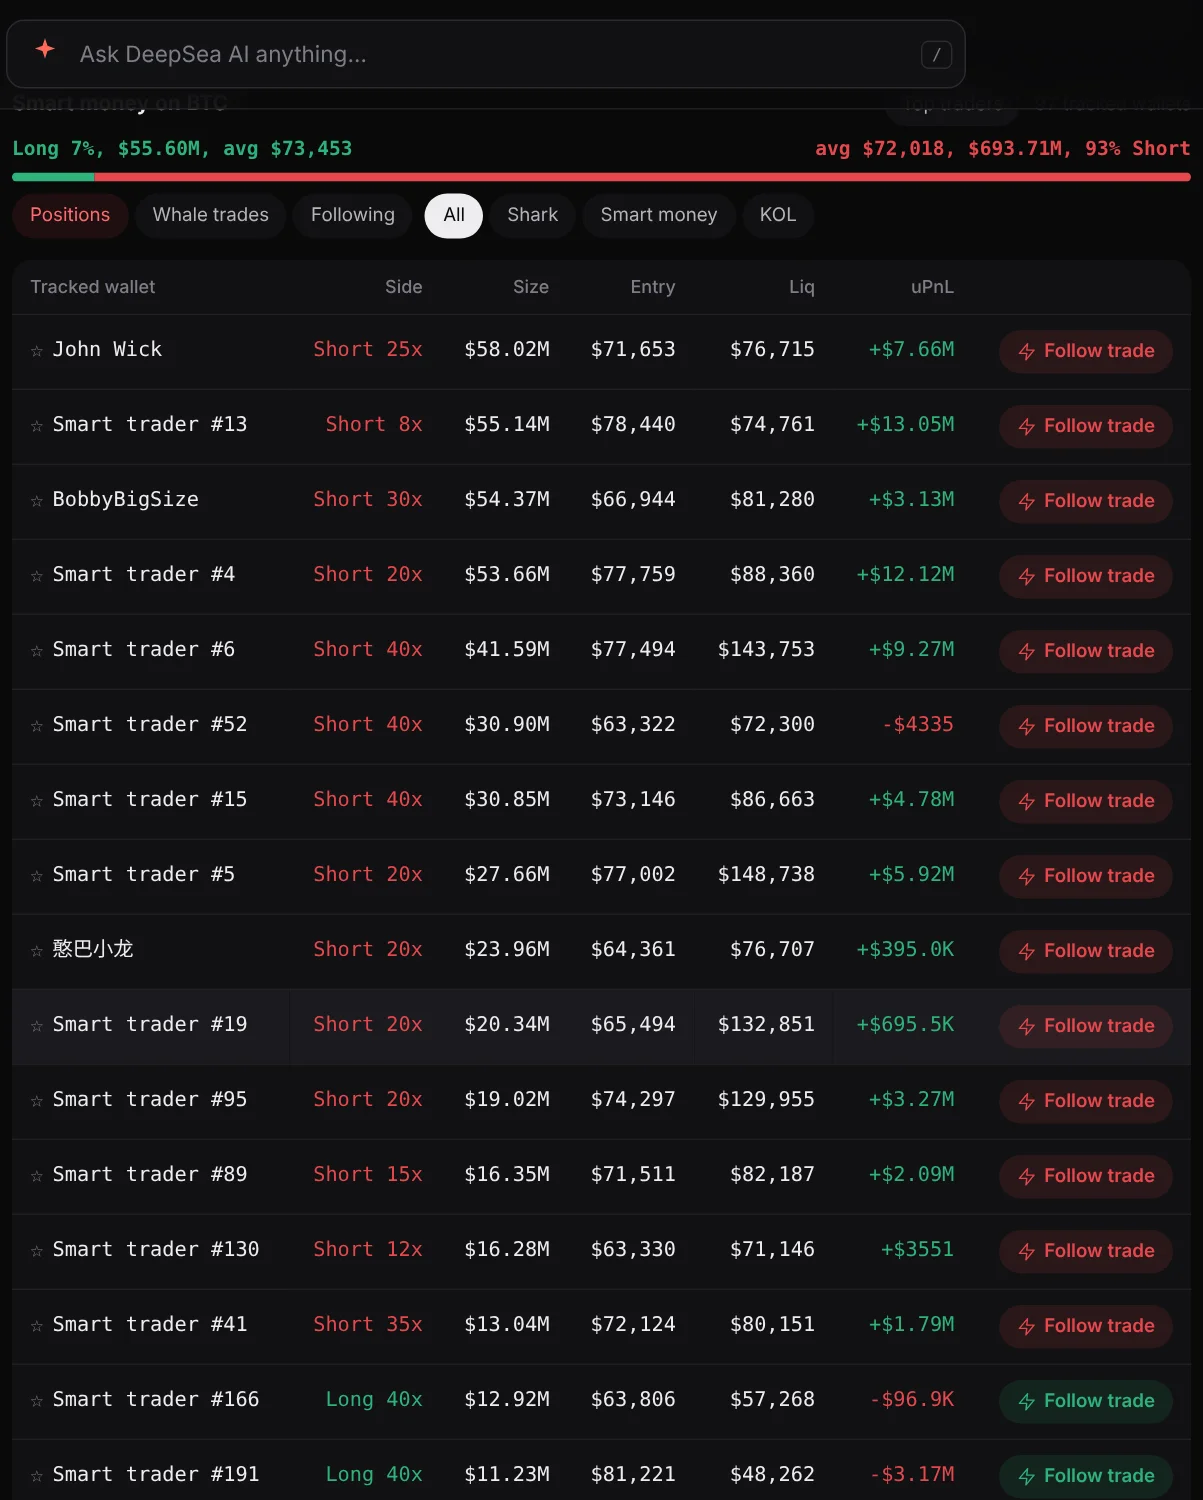 Ask DeepSea AI anything...
/
Smart money on BTC
Top traders
97 tracked wallets
Long 7%, $55.60M, avg $73,453
avg $72,018, $693.71M, 93% Short
Positions Whale trades Following All Shark Smart money KOL
Tracked wallet Side Size Entry Liq uPnL
☆ John Wick Short 25x $58.02M $71,653 $76,715 +$7.66M Follow trade
☆ Smart trader #13 Short 8x $55.14M $78,440 $74,761 +$13.05M Follow trade
☆ BobbyBigSize Short 30x $54.37M $66,944 $81,280 +$3.13M Follow trade
☆ Smart trader #4 Short 20x $53.66M $77,759 $88,360 +$12.12M Follow trade
☆ Smart trader #6 Short 40x $41.59M $77,494 $143,753 +$9.27M Follow trade
☆ Smart trader #52 Short 40x $30.90M $63,322 $72,300 -$4335 Follow trade
☆ Smart trader #15 Short 40x $30.85M $73,146 $86,663 +$4.78M Follow trade
☆ Smart trader #5 Short 20x $27.66M $77,002 $148,738 +$5.92M Follow trade
☆ 憨巴小龙 Short 20x $23.96M $64,361 $76,707 +$395.0K Follow trade
☆ Smart trader #19 Short 20x $20.34M $65,494 $132,851 +$695.5K Follow trade
☆ Smart trader #95 Short 20x $19.02M $74,297 $129,955 +$3.27M Follow trade
☆ Smart trader #89 Short 15x $16.35M $71,511 $82,187 +$2.09M Follow trade
☆ Smart trader #130 Short 12x $16.28M $63,330 $71,146 +$3551 Follow trade
☆ Smart trader #41 Short 35x $13.04M $72,124 $80,151 +$1.79M Follow trade
☆ Smart trader #166 Long 40x $12.92M $63,806 $57,268 -$96.9K Follow trade
☆ Smart trader #191 Long 40x $11.23M $81,221 $48,262 -$3.17M Follow trade